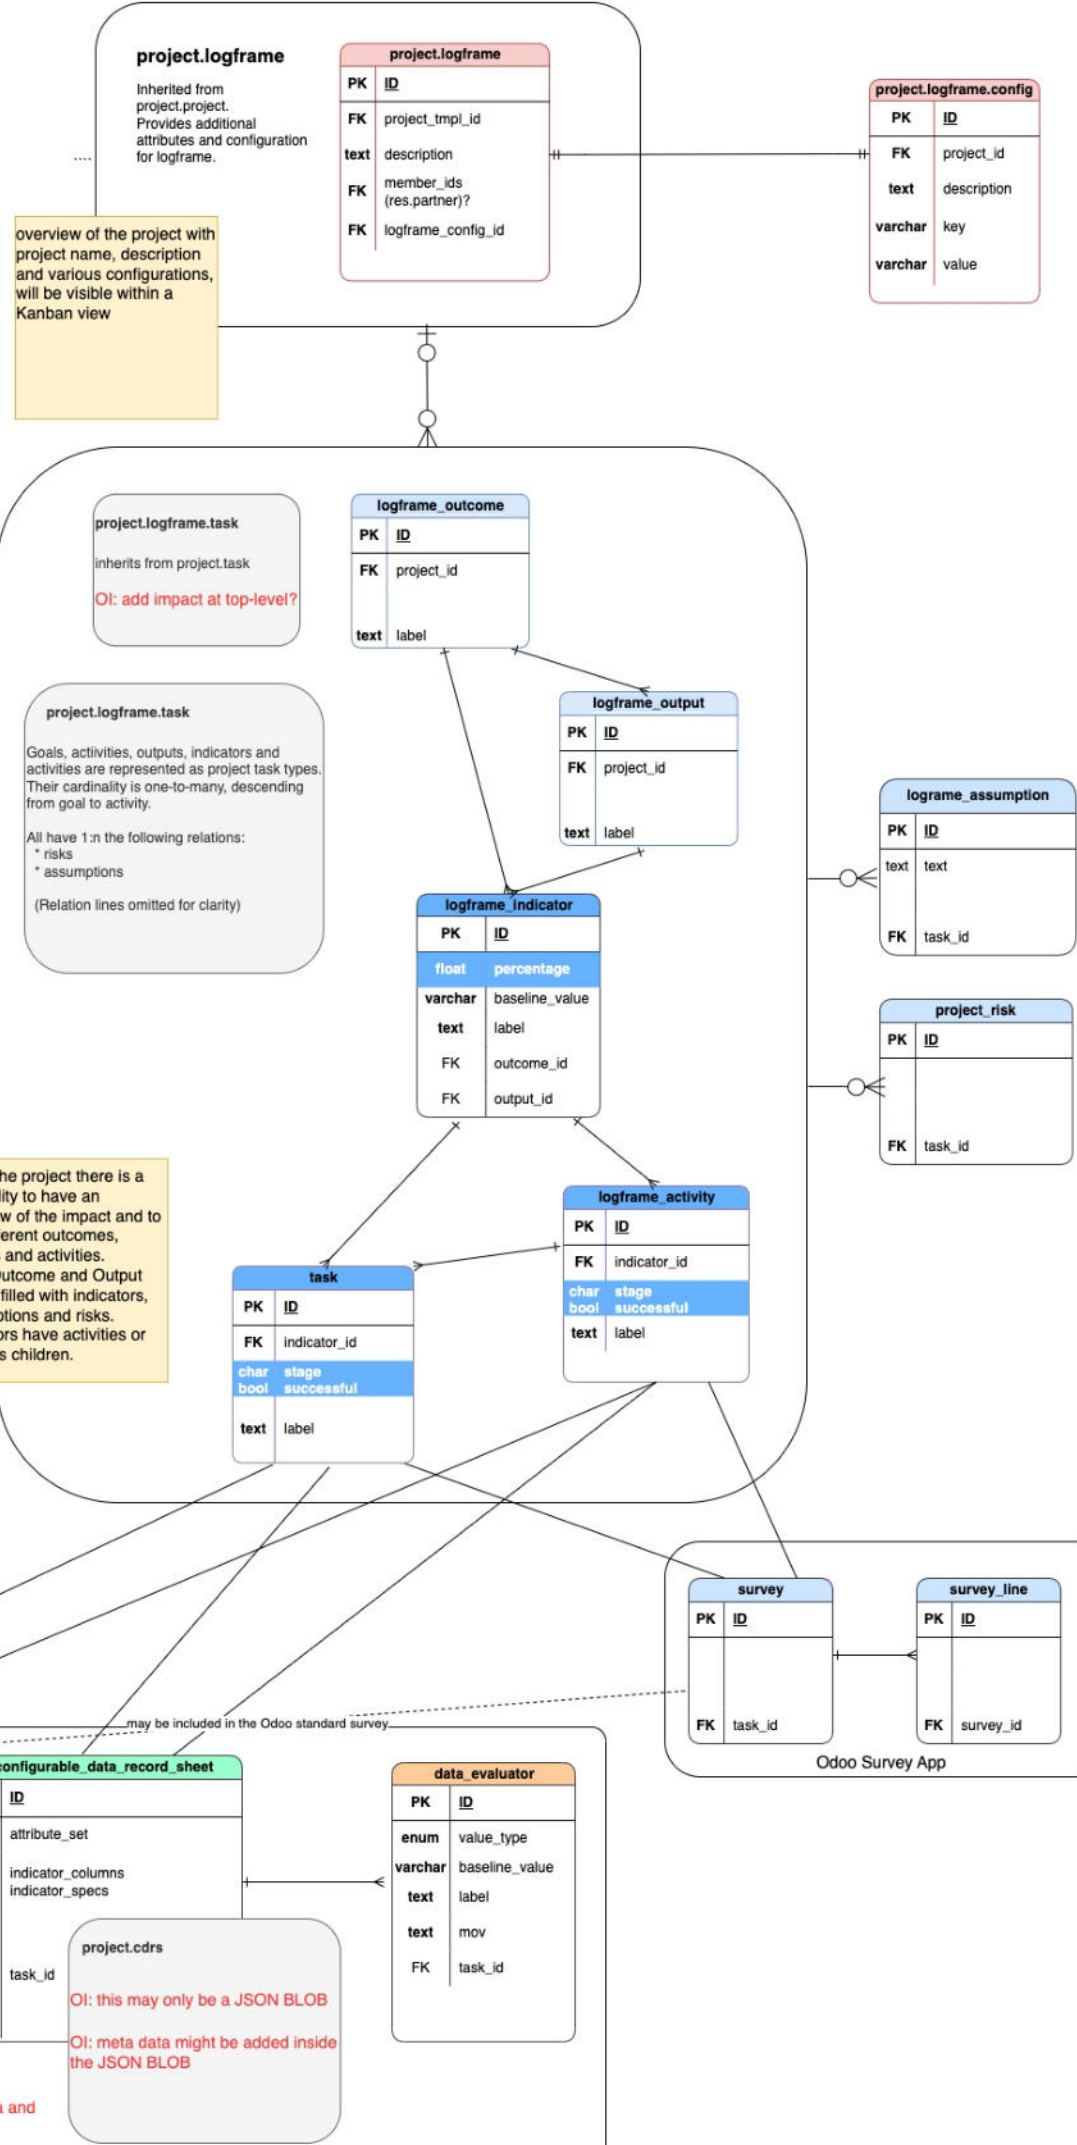 project.logframe
Inherited from
project.project.
Provides additional
attributes and configuration
for logframe.
....
project.logframe
PK ID
FK project_tmpl_id
text description
FK member_ids
(res.partner)?
FK logframe_config_id
project.logframe.config
PK ID
FK project_id
text description
varchar key
varchar value
overview of the project with
project name, description
and various configurations,
will be visible within a
Kanban view
project.logframe.task
inherits from project.task
OI: add impact at top-level?
logframe_outcome
PK ID
FK project_id
text label
project.logframe.task
Goals, activities, outputs, indicators and
activities are represented as project task types.
Their cardinality is one-to-many, descending
from goal to activity.
All have 1:n the following relations:
* risks
* assumptions
(Relation lines omitted for clarity)
logframe_output
PK ID
FK project_id
text label
lograme_assumption
PK ID
text text
FK task_id
logframe_indicator
PK ID
float percentage
varchar baseline_value
text label
FK outcome_id
FK output_id
project_risk
PK ID
FK task_id
he project there is a
lity to have an
w of the impact and to
ferent outcomes,
s and activities.
Outcome and Output
filled with indicators,
ptions and risks.
ors have activities or
s children.
logframe_activity
PK ID
FK indicator_id
char stage
bool successful
text label
task
PK ID
FK indicator_id
char stage
bool successful
text label
survey
PK ID
FK task_id
survey_line
PK ID
FK survey_id
Odoo Survey App
may be included in the Odoo standard survey
configurable_data_record_sheet
ID
attribute_set
indicator_columns
indicator_specs
task_id
data_evaluator
PK ID
enum value_type
varchar baseline_value
text label
text mov
FK task_id
project.cdrs
OI: this may only be a JSON BLOB
OI: meta data might be added inside
the JSON BLOB
a and